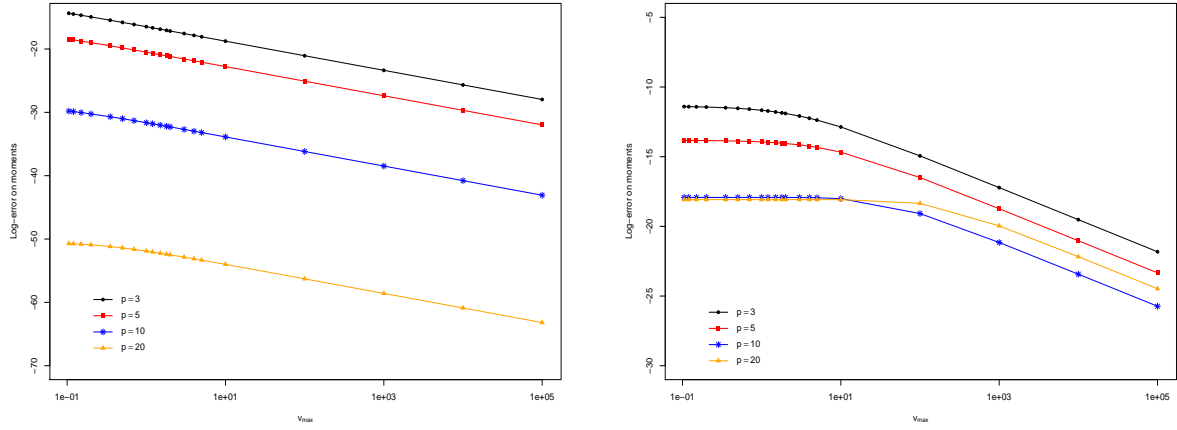 Log-error on moments
-20
-30
-40
-50
-60
-70
p = 3
p = 5
p = 10
p = 20
1e-01
1e+01
1e+03
1e+05
vmax
Log-error on moments
-5
-10
-15
-20
-25
-30
p = 3
p = 5
p = 10
p = 20
1e-01
1e+01
1e+03
1e+05
vmax